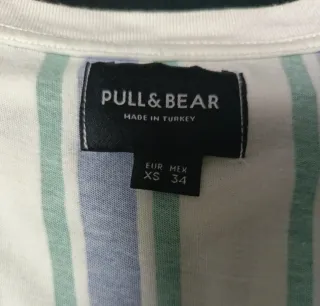 PULL&BEAR
MADE IN TURKEY
EUR MEX
XS 34